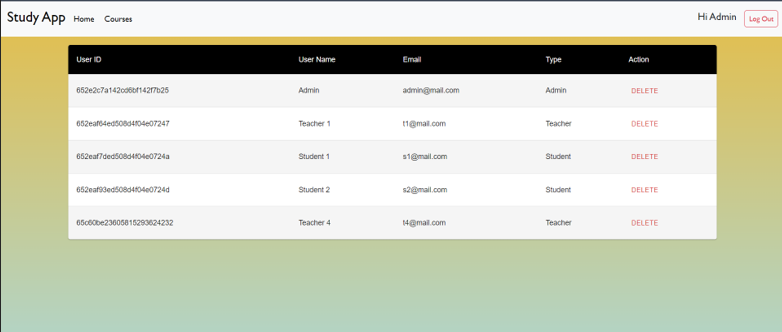 Study App Home Courses Hi Admin Log Out
User ID User Name Email Type Action
652e2c7a142cd6bf142f7b25 Admin admin@mail.com Admin DELETE
652eaf64ed508d4f04e07247 Teacher 1 t1@mail.com Teacher DELETE
652eaf7ded508d4f04e0724a Student 1 s1@mail.com Student DELETE
652eaf93ed508d4f04e0724d Student 2 s2@mail.com Student DELETE
65c60be23605815293624232 Teacher 4 t4@mail.com Teacher DELETE